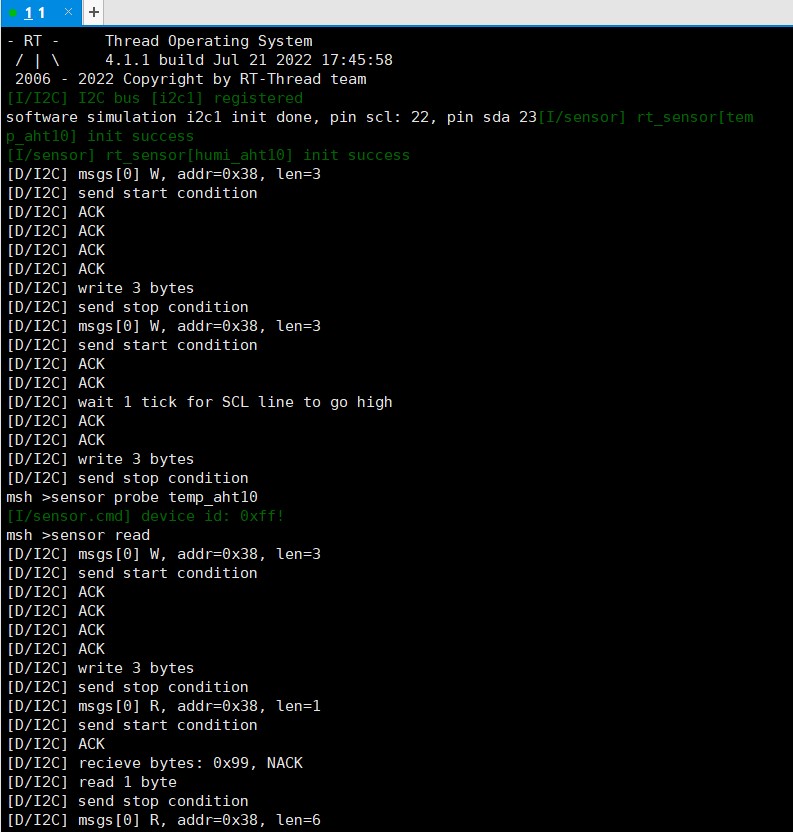 1 1 × +
- RT -     Thread Operating System
 / | \     4.1.1 build Jul 21 2022 17:45:58
 2006 - 2022 Copyright by RT-Thread team
[I/I2C] I2C bus [i2c1] registered
software simulation i2c1 init done, pin scl: 22, pin sda 23[I/sensor] rt_sensor[tem
p_aht10] init success
[I/sensor] rt_sensor[humi_aht10] init success
[D/I2C] msgs[0] W, addr=0x38, len=3
[D/I2C] send start condition
[D/I2C] ACK
[D/I2C] ACK
[D/I2C] ACK
[D/I2C] ACK
[D/I2C] write 3 bytes
[D/I2C] send stop condition
[D/I2C] msgs[0] W, addr=0x38, len=3
[D/I2C] send start condition
[D/I2C] ACK
[D/I2C] ACK
[D/I2C] wait 1 tick for SCL line to go high
[D/I2C] ACK
[D/I2C] ACK
[D/I2C] write 3 bytes
[D/I2C] send stop condition
msh >sensor probe temp_aht10
[I/sensor.cmd] device id: 0xff!
msh >sensor read
[D/I2C] msgs[0] W, addr=0x38, len=3
[D/I2C] send start condition
[D/I2C] ACK
[D/I2C] ACK
[D/I2C] ACK
[D/I2C] ACK
[D/I2C] write 3 bytes
[D/I2C] send stop condition
[D/I2C] msgs[0] R, addr=0x38, len=1
[D/I2C] send start condition
[D/I2C] ACK
[D/I2C] recieve bytes: 0x99, NACK
[D/I2C] read 1 byte
[D/I2C] send stop condition
[D/I2C] msgs[0] R, addr=0x38, len=6